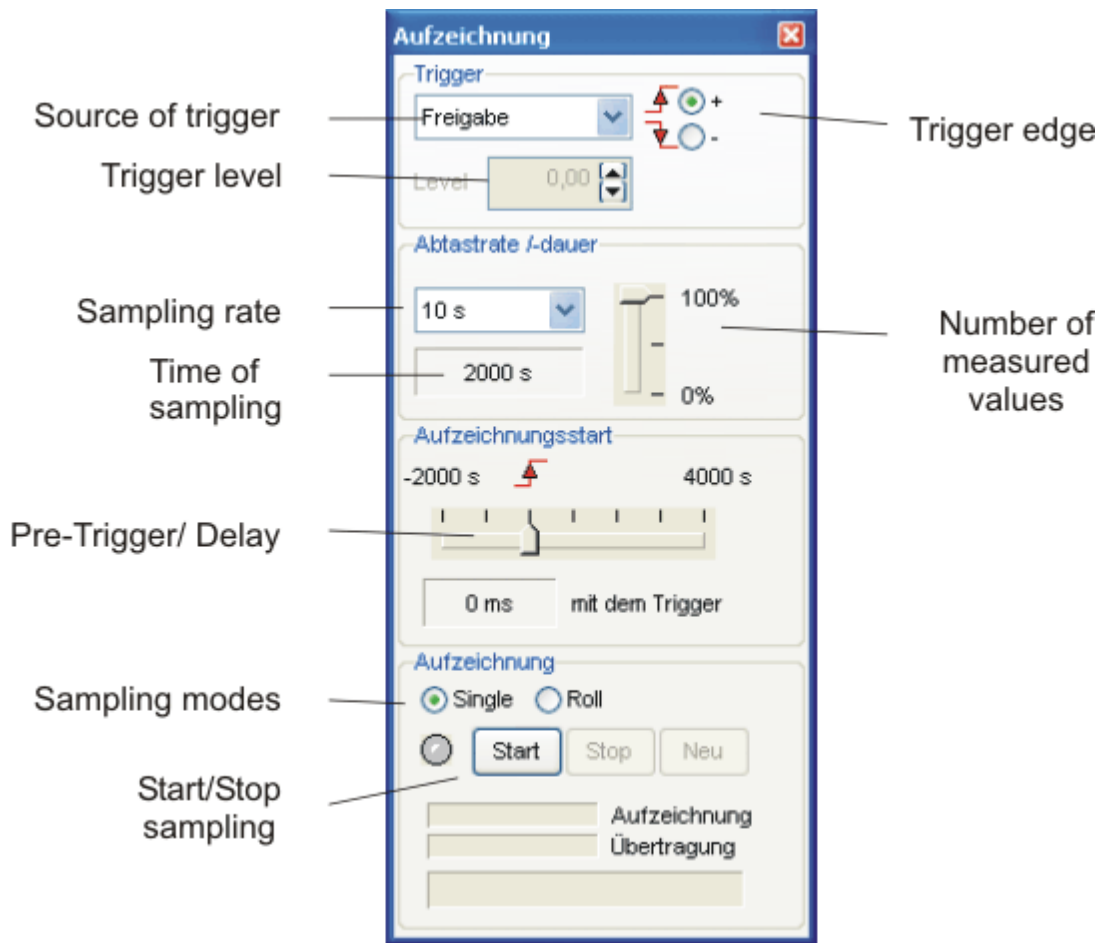 Aufzeichnung
Trigger
Source of trigger
Freigabe
+
-
Trigger edge
Trigger level
Level
0,00
Abtastrate /-dauer
Sampling rate
10 s
100%
Number of
measured
values
Time of
sampling
2000 s
0%
Aufzeichnungsstart
-2000 s
4000 s
Pre-Trigger/ Delay
0 ms
mit dem Trigger
Aufzeichnung
Sampling modes
Single
Roll
Start
Stop
Neu
Start/Stop
sampling
Aufzeichnung
Übertragung